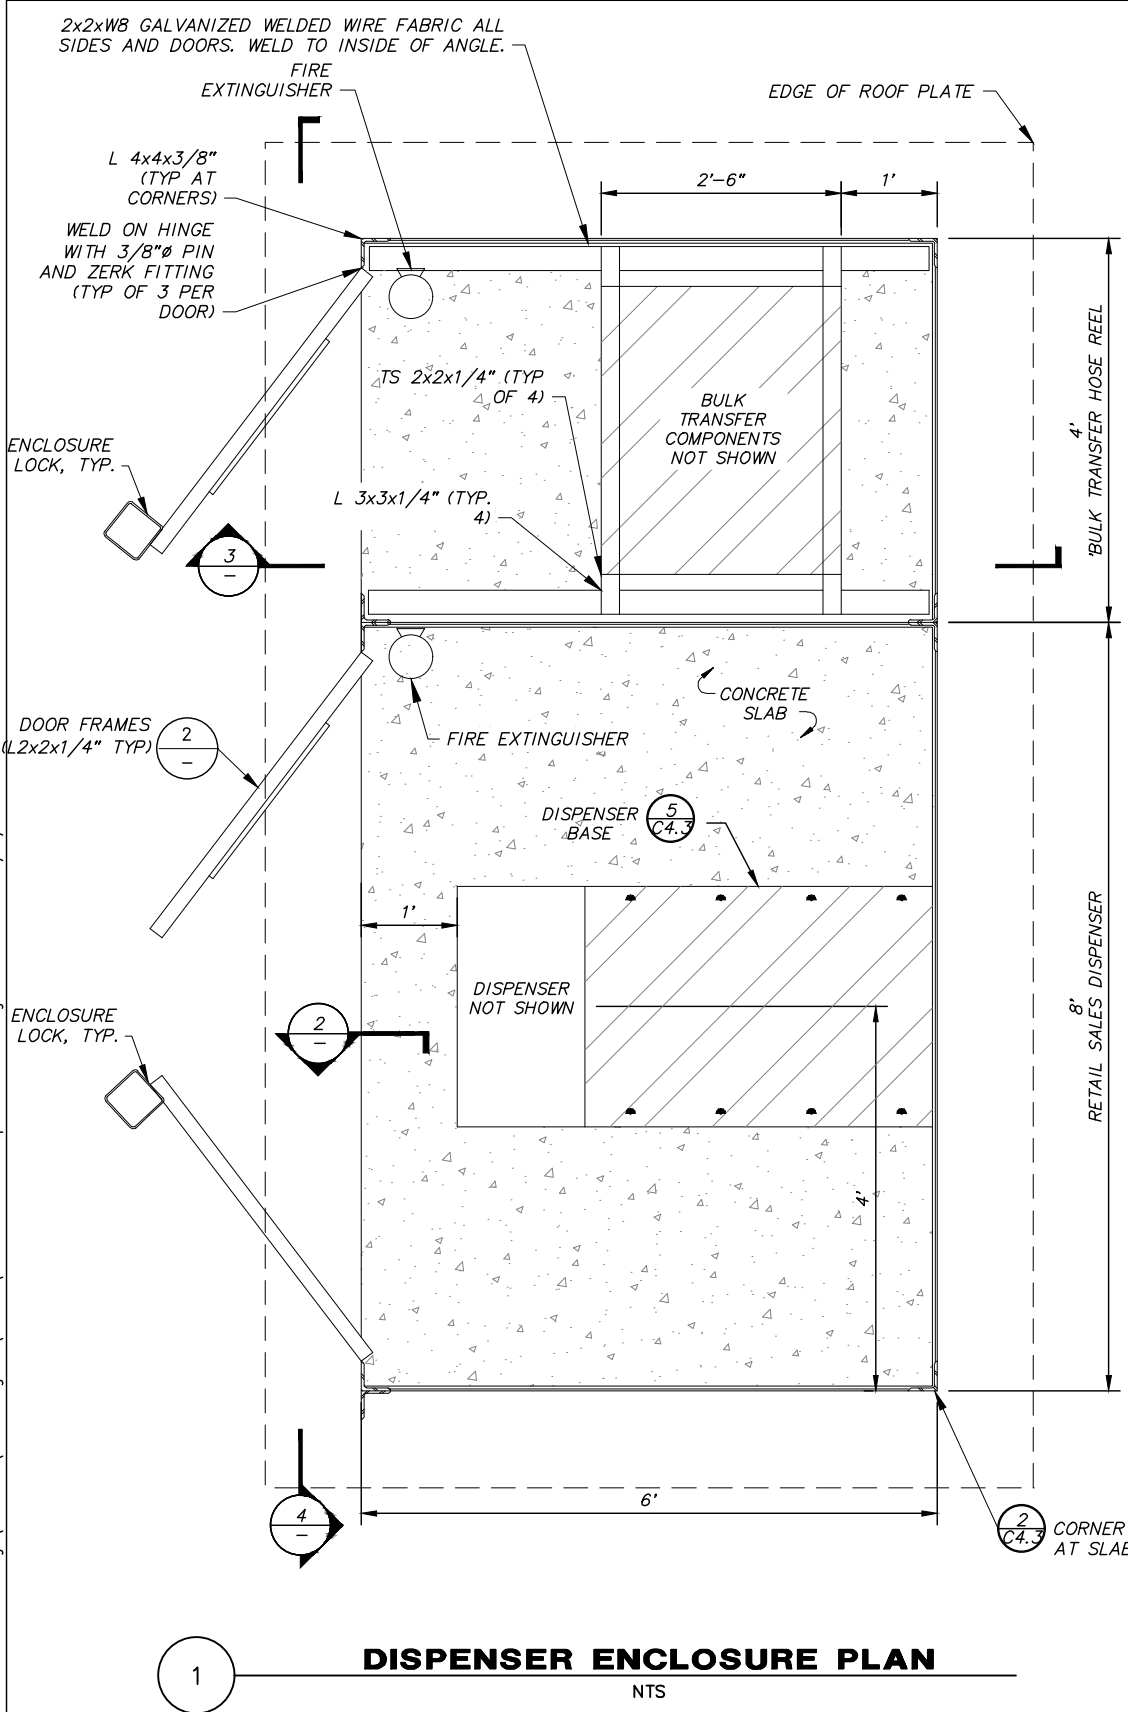 2x2xW8 GALVANIZED WELDED WIRE FABRIC ALL
SIDES AND DOORS. WELD TO INSIDE OF ANGLE.
FIRE
EXTINGUISHER
EDGE OF ROOF PLATE
L 4x4x3/8"
(TYP AT
CORNERS)
2'-6"
1'
WELD ON HINGE
WITH 3/8"ø PIN
AND ZERK FITTING
(TYP OF 3 PER
DOOR)
TS 2x2x1/4" (TYP
OF 4)
BULK
TRANSFER
COMPONENTS
NOT SHOWN
4'
'BULK TRANSFER HOSE REEL
ENCLOSURE
LOCK, TYP.
L 3x3x1/4" (TYP.
4)
3
-
CONCRETE
SLAB
DOOR FRAMES
(L2x2x1/4" TYP)
2
-
FIRE EXTINGUISHER
DISPENSER
BASE
5
C4.3
1'
DISPENSER
NOT SHOWN
8'
RETAIL SALES DISPENSER
ENCLOSURE
LOCK, TYP.
2
-
4'
6'
4
-
2
C4.3
CORNER
AT SLAB
1
DISPENSER ENCLOSURE PLAN
NTS